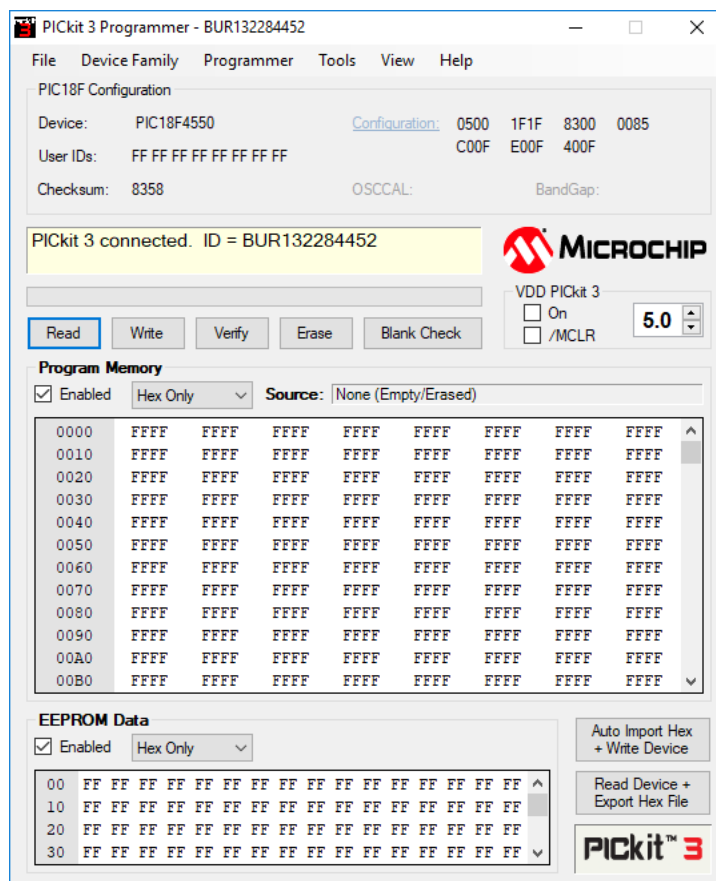 PICkit 3 Programmer - BUR132284452
File Device Family Programmer Tools View Help
PIC18F Configuration
Device: PIC18F4550 Configuration: 0500 1F1F 8300 0085
User IDs: FF FF FF FF FF FF FF FF C00F E00F 400F
Checksum: 8358 OSCCAL: BandGap:
PICkit 3 connected. ID = BUR132284452
MICROCHIP
VDD PICkit 3
On
/MCLR
5.0
Read Write Verify Erase Blank Check
Program Memory
Enabled Hex Only Source: None (Empty/Erased)
0000 FFFF FFFF FFFF FFFF FFFF FFFF FFFF FFFF
0010 FFFF FFFF FFFF FFFF FFFF FFFF FFFF FFFF
0020 FFFF FFFF FFFF FFFF FFFF FFFF FFFF FFFF
0030 FFFF FFFF FFFF FFFF FFFF FFFF FFFF FFFF
0040 FFFF FFFF FFFF FFFF FFFF FFFF FFFF FFFF
0050 FFFF FFFF FFFF FFFF FFFF FFFF FFFF FFFF
0060 FFFF FFFF FFFF FFFF FFFF FFFF FFFF FFFF
0070 FFFF FFFF FFFF FFFF FFFF FFFF FFFF FFFF
0080 FFFF FFFF FFFF FFFF FFFF FFFF FFFF FFFF
0090 FFFF FFFF FFFF FFFF FFFF FFFF FFFF FFFF
00A0 FFFF FFFF FFFF FFFF FFFF FFFF FFFF FFFF
00B0 FFFF FFFF FFFF FFFF FFFF FFFF FFFF FFFF
EEPROM Data
Enabled Hex Only
00 FF FF FF FF FF FF FF FF FF FF FF FF FF FF FF FF
10 FF FF FF FF FF FF FF FF FF FF FF FF FF FF FF FF
20 FF FF FF FF FF FF FF FF FF FF FF FF FF FF FF FF
30 FF FF FF FF FF FF FF FF FF FF FF FF FF FF FF FF
Auto Import Hex
+ Write Device
Read Device +
Export Hex File
PICkit™ 3